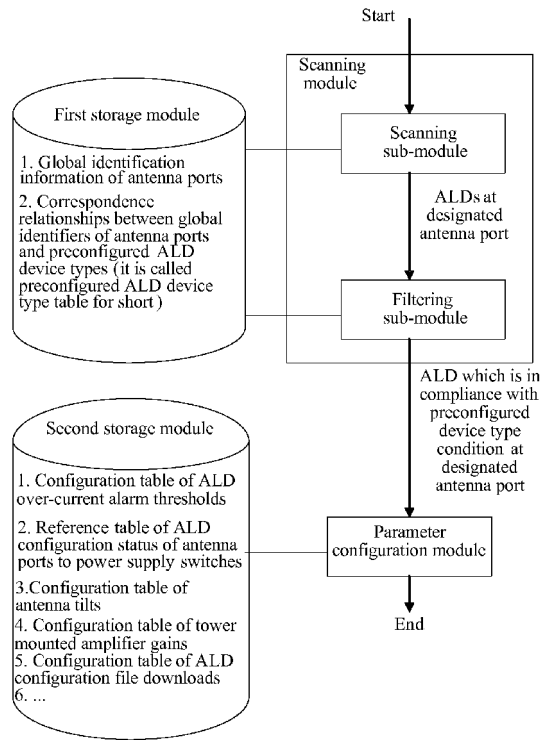 Start
Scanning
module
First storage module
1. Global identification
information of antenna ports
2. Correspondence
relationships between global
identifiers of antenna ports
and preconfigured ALD
device types (it is called
preconfigured ALD device
type table for short)
Scanning
sub-module
ALDs at
designated
antenna port
Filtering
sub-module
ALD which is in
compliance with
preconfigured
device type
condition at
designated
antenna port
Second storage module
1. Configuration table of ALD
over-current alarm thresholds
2. Reference table of ALD
configuration status of antenna
ports to power supply switches
3.Configuration table of
antenna tilts
4. Configuration table of tower
mounted amplifier gains
5. Configuration table of ALD
configuration file downloads
6. ...
Parameter
configuration module
End